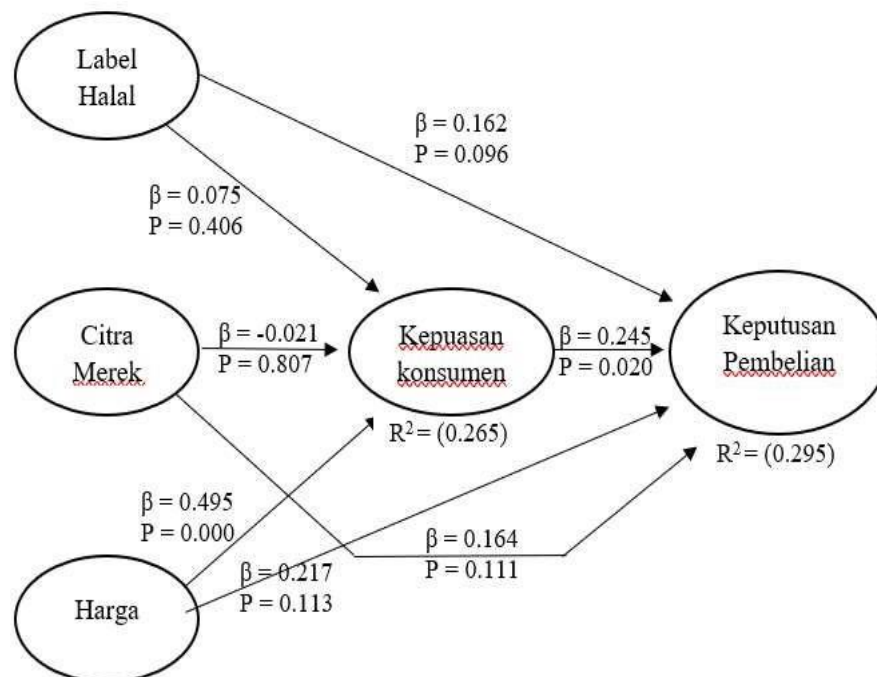 Label
Halal
β = 0.162
P = 0.096
β = 0.075
P = 0.406
Citra
Merek
β = -0.021
P = 0.807
Kepuasan
konsumen
R² = (0.265)
β = 0.245
P = 0.020
Keputusan
Pembelian
R² = (0.295)
β = 0.495
P = 0.000
β = 0.164
P = 0.111
β = 0.217
P = 0.113
Harga